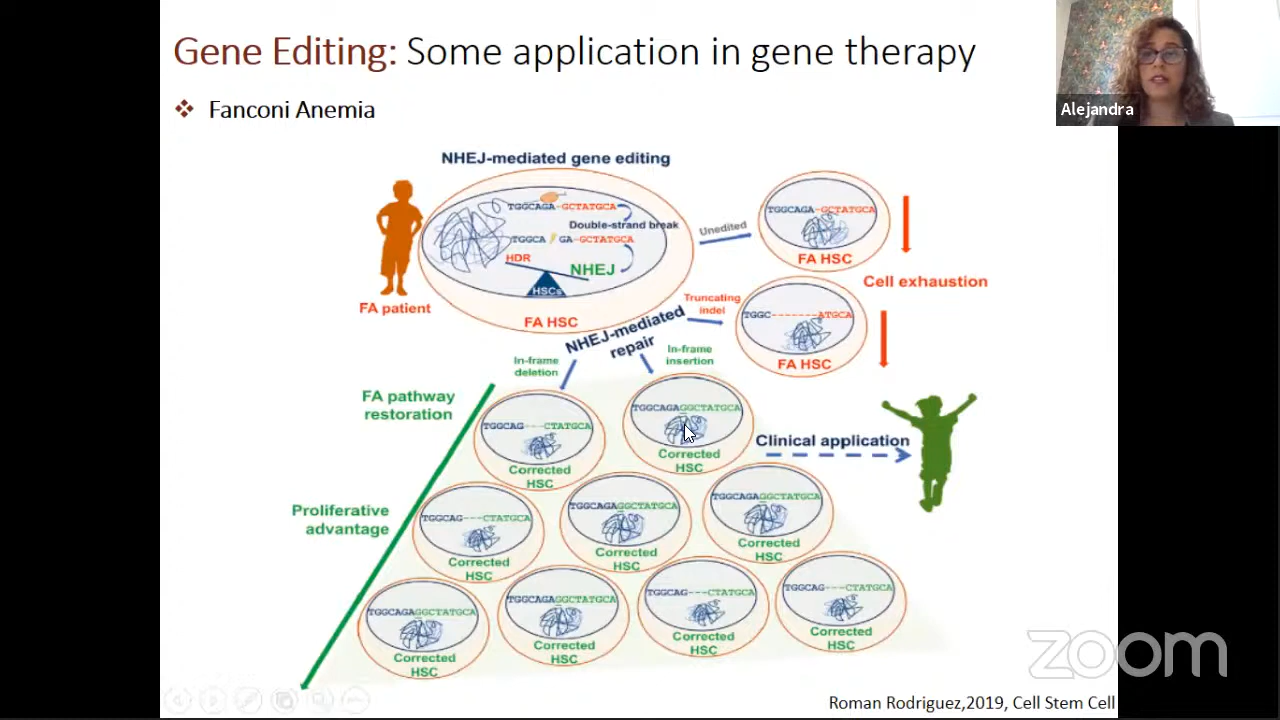 Gene Editing: Some application in gene therapy
Alejandra
❖ Fanconi Anemia
NHEJ-mediated gene editing
TGGCAGA-GCTATGCA
Double-strand break
TGGCA GA-GCTATGCA
HDR
NHEJ
HSCs
FA HSC
FA patient
Unedited
TGGCAGA-GCTATGCA
FA HSC
Cell exhaustion
Truncating
indel
TGGC-------ATGCA
FA HSC
NHEJ-mediated
repair
In-frame
deletion
In-frame
insertion
FA pathway
restoration
TGGCAG---CTATGCA
Corrected
HSC
TGGCAGAGGCTATGCA
Corrected
HSC
Clinical application
Proliferative
advantage
TGGCAG---CTATGCA
Corrected
HSC
TGGCAGAGGCTATGCA
Corrected
HSC
TGGCAGAGGCTATGCA
Corrected
HSC
TGGCAGAGGCTATGCA
Corrected
HSC
TGGCAGAGGCTATGCA
Corrected
HSC
TGGCAG---CTATGCA
Corrected
HSC
TGGCAG---CTATGCA
Corrected
HSC
zoom
Roman Rodriguez,2019, Cell Stem Cell